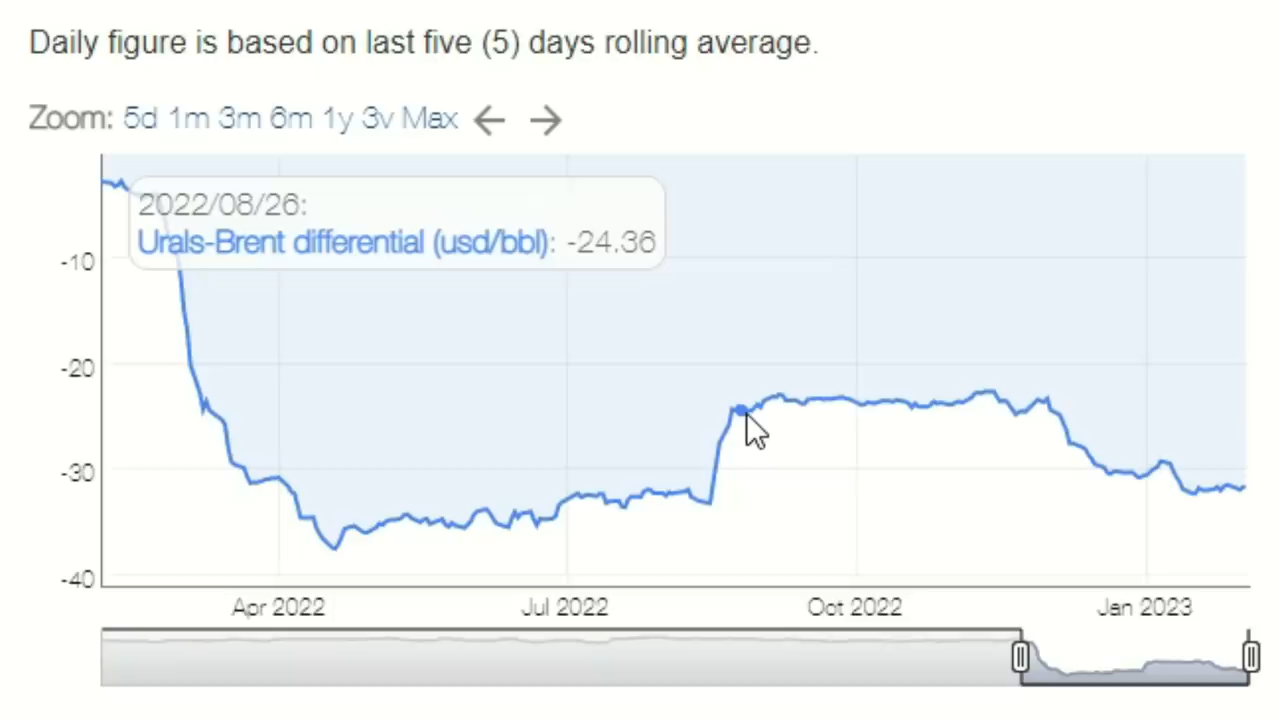 Daily figure is based on last five (5) days rolling average.
Zoom: 5d 1m 3m 6m 1y 3y Max
2022/08/26:
Urals-Brent differential (usd/bbl): -24.36
-10
-20
-30
-40
Apr 2022 Jul 2022 Oct 2022 Jan 2023